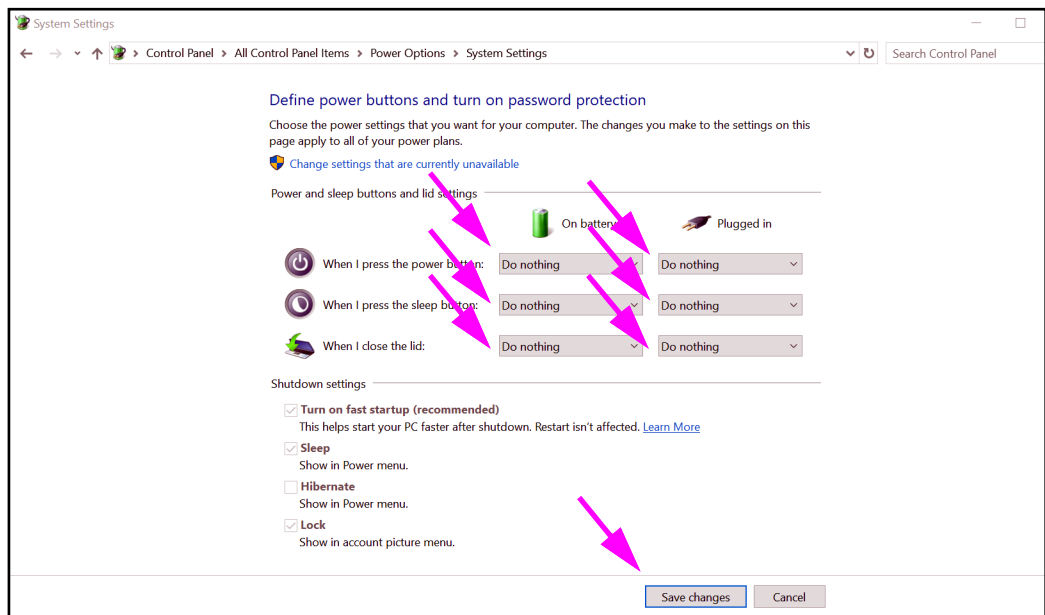 System Settings
Control Panel > All Control Panel Items > Power Options > System Settings
Search Control Panel
Define power buttons and turn on password protection
Choose the power settings that you want for your computer. The changes you make to the settings on this
page apply to all of your power plans.
Change settings that are currently unavailable
Power and sleep buttons and lid settings
On battery
Plugged in
When I press the power button: Do nothing Do nothing
When I press the sleep button: Do nothing Do nothing
When I close the lid: Do nothing Do nothing
Shutdown settings
Turn on fast startup (recommended)
This helps start your PC faster after shutdown. Restart isn't affected. Learn More
Sleep
Show in Power menu.
Hibernate
Show in Power menu.
Lock
Show in account picture menu.
Save changes Cancel